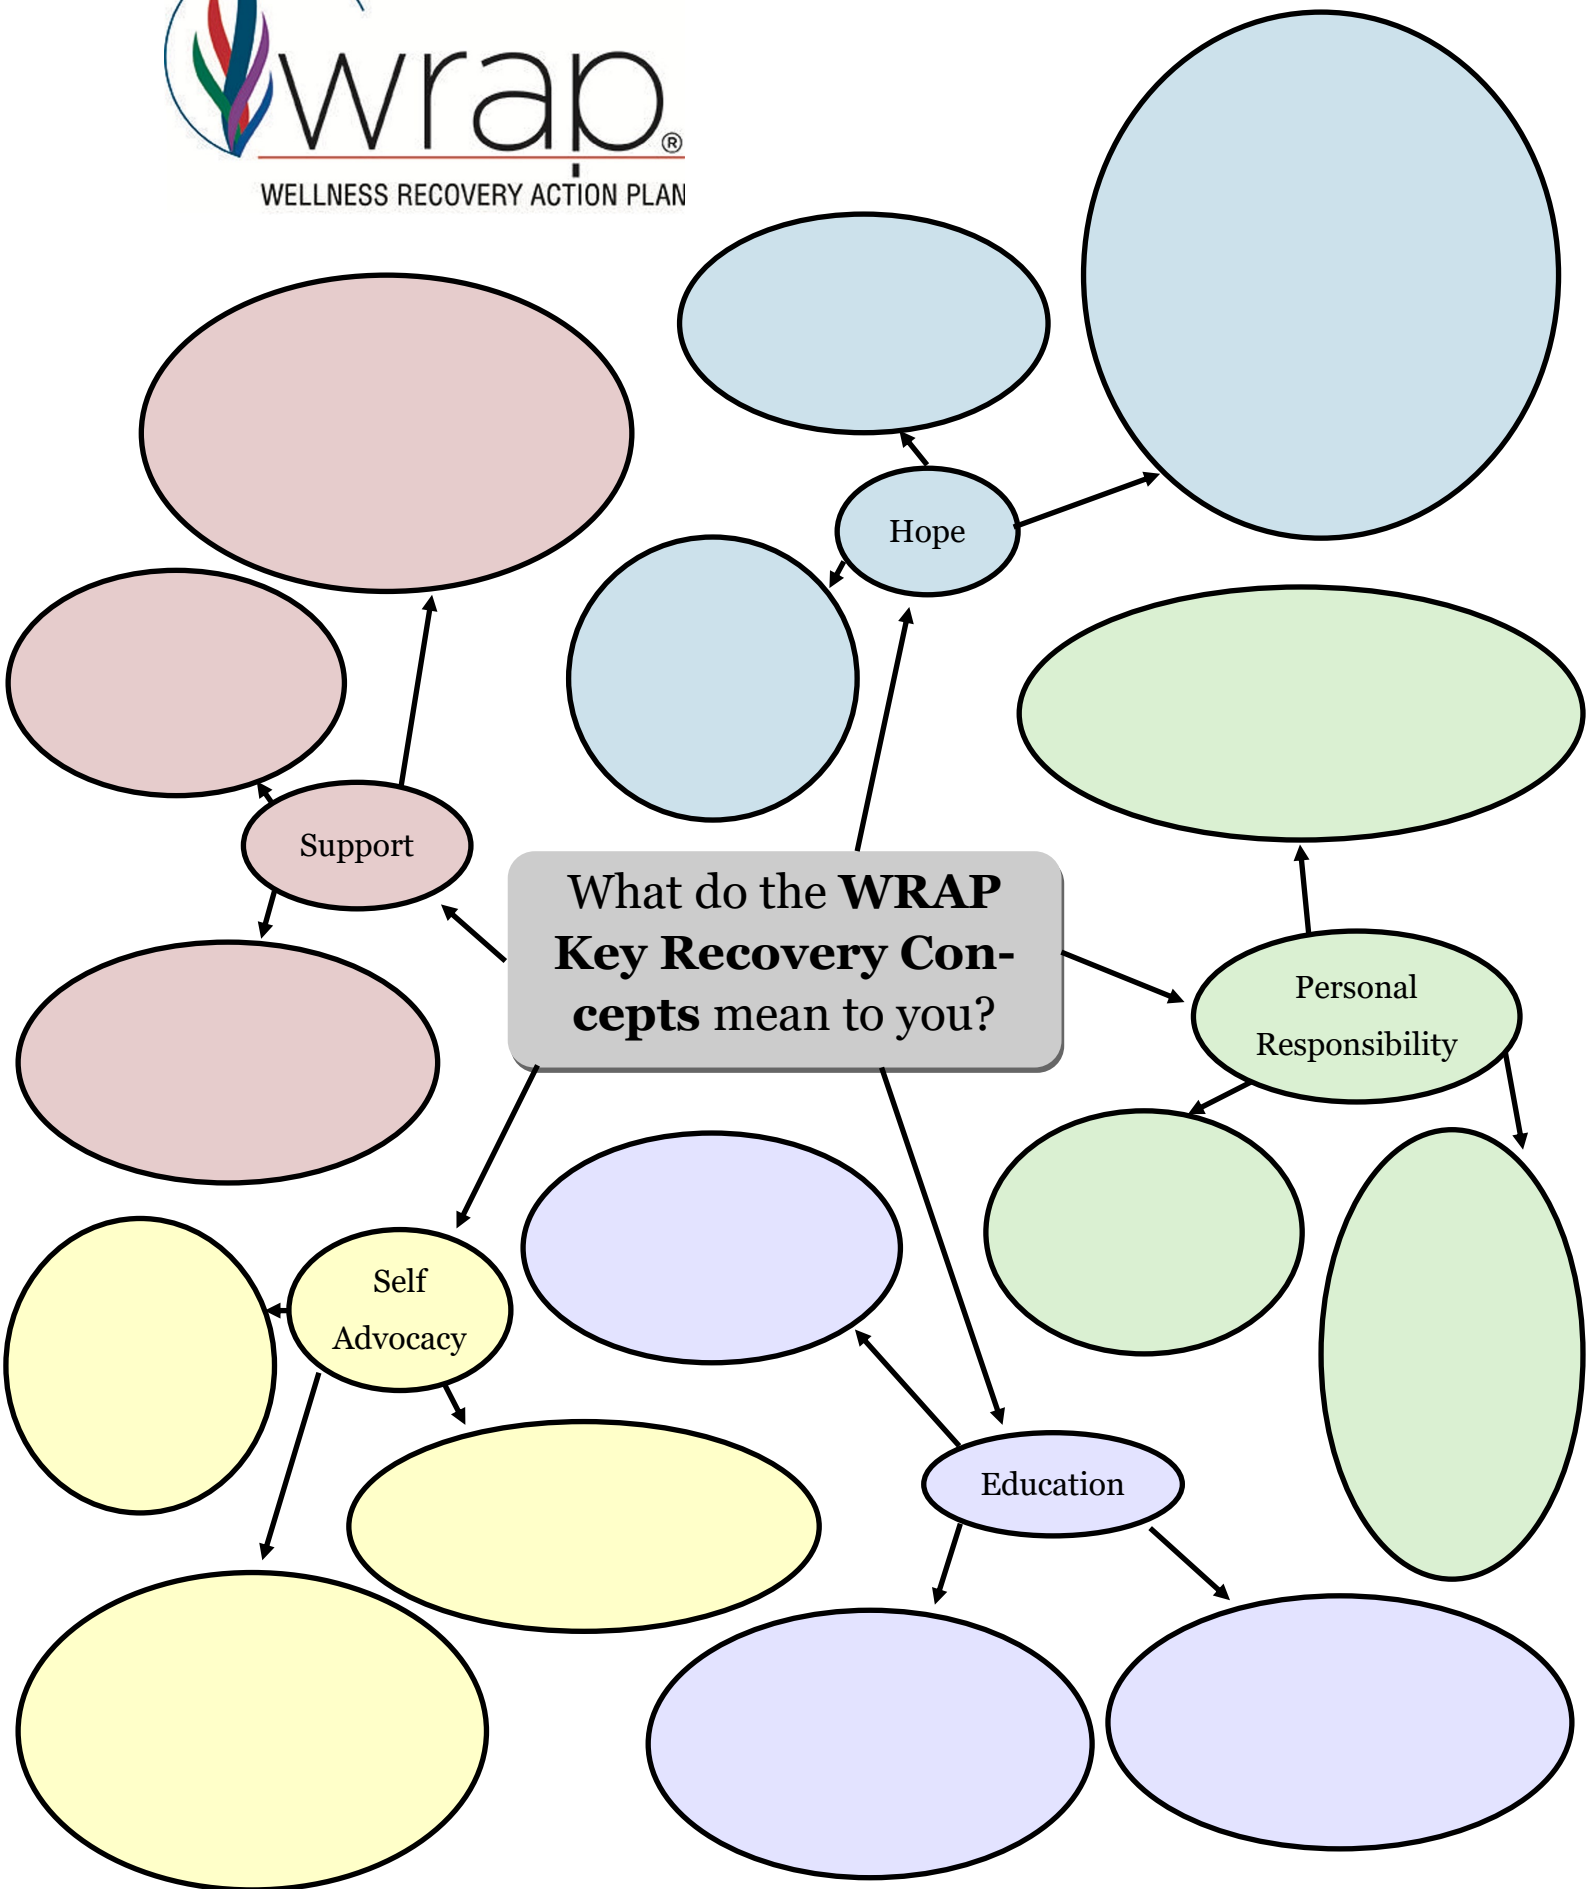 wrap®
WELLNESS RECOVERY ACTION PLAN
Hope
Support
What do the WRAP
Key Recovery Con-
cepts mean to you?
Personal
Responsibility
Self
Advocacy
Education